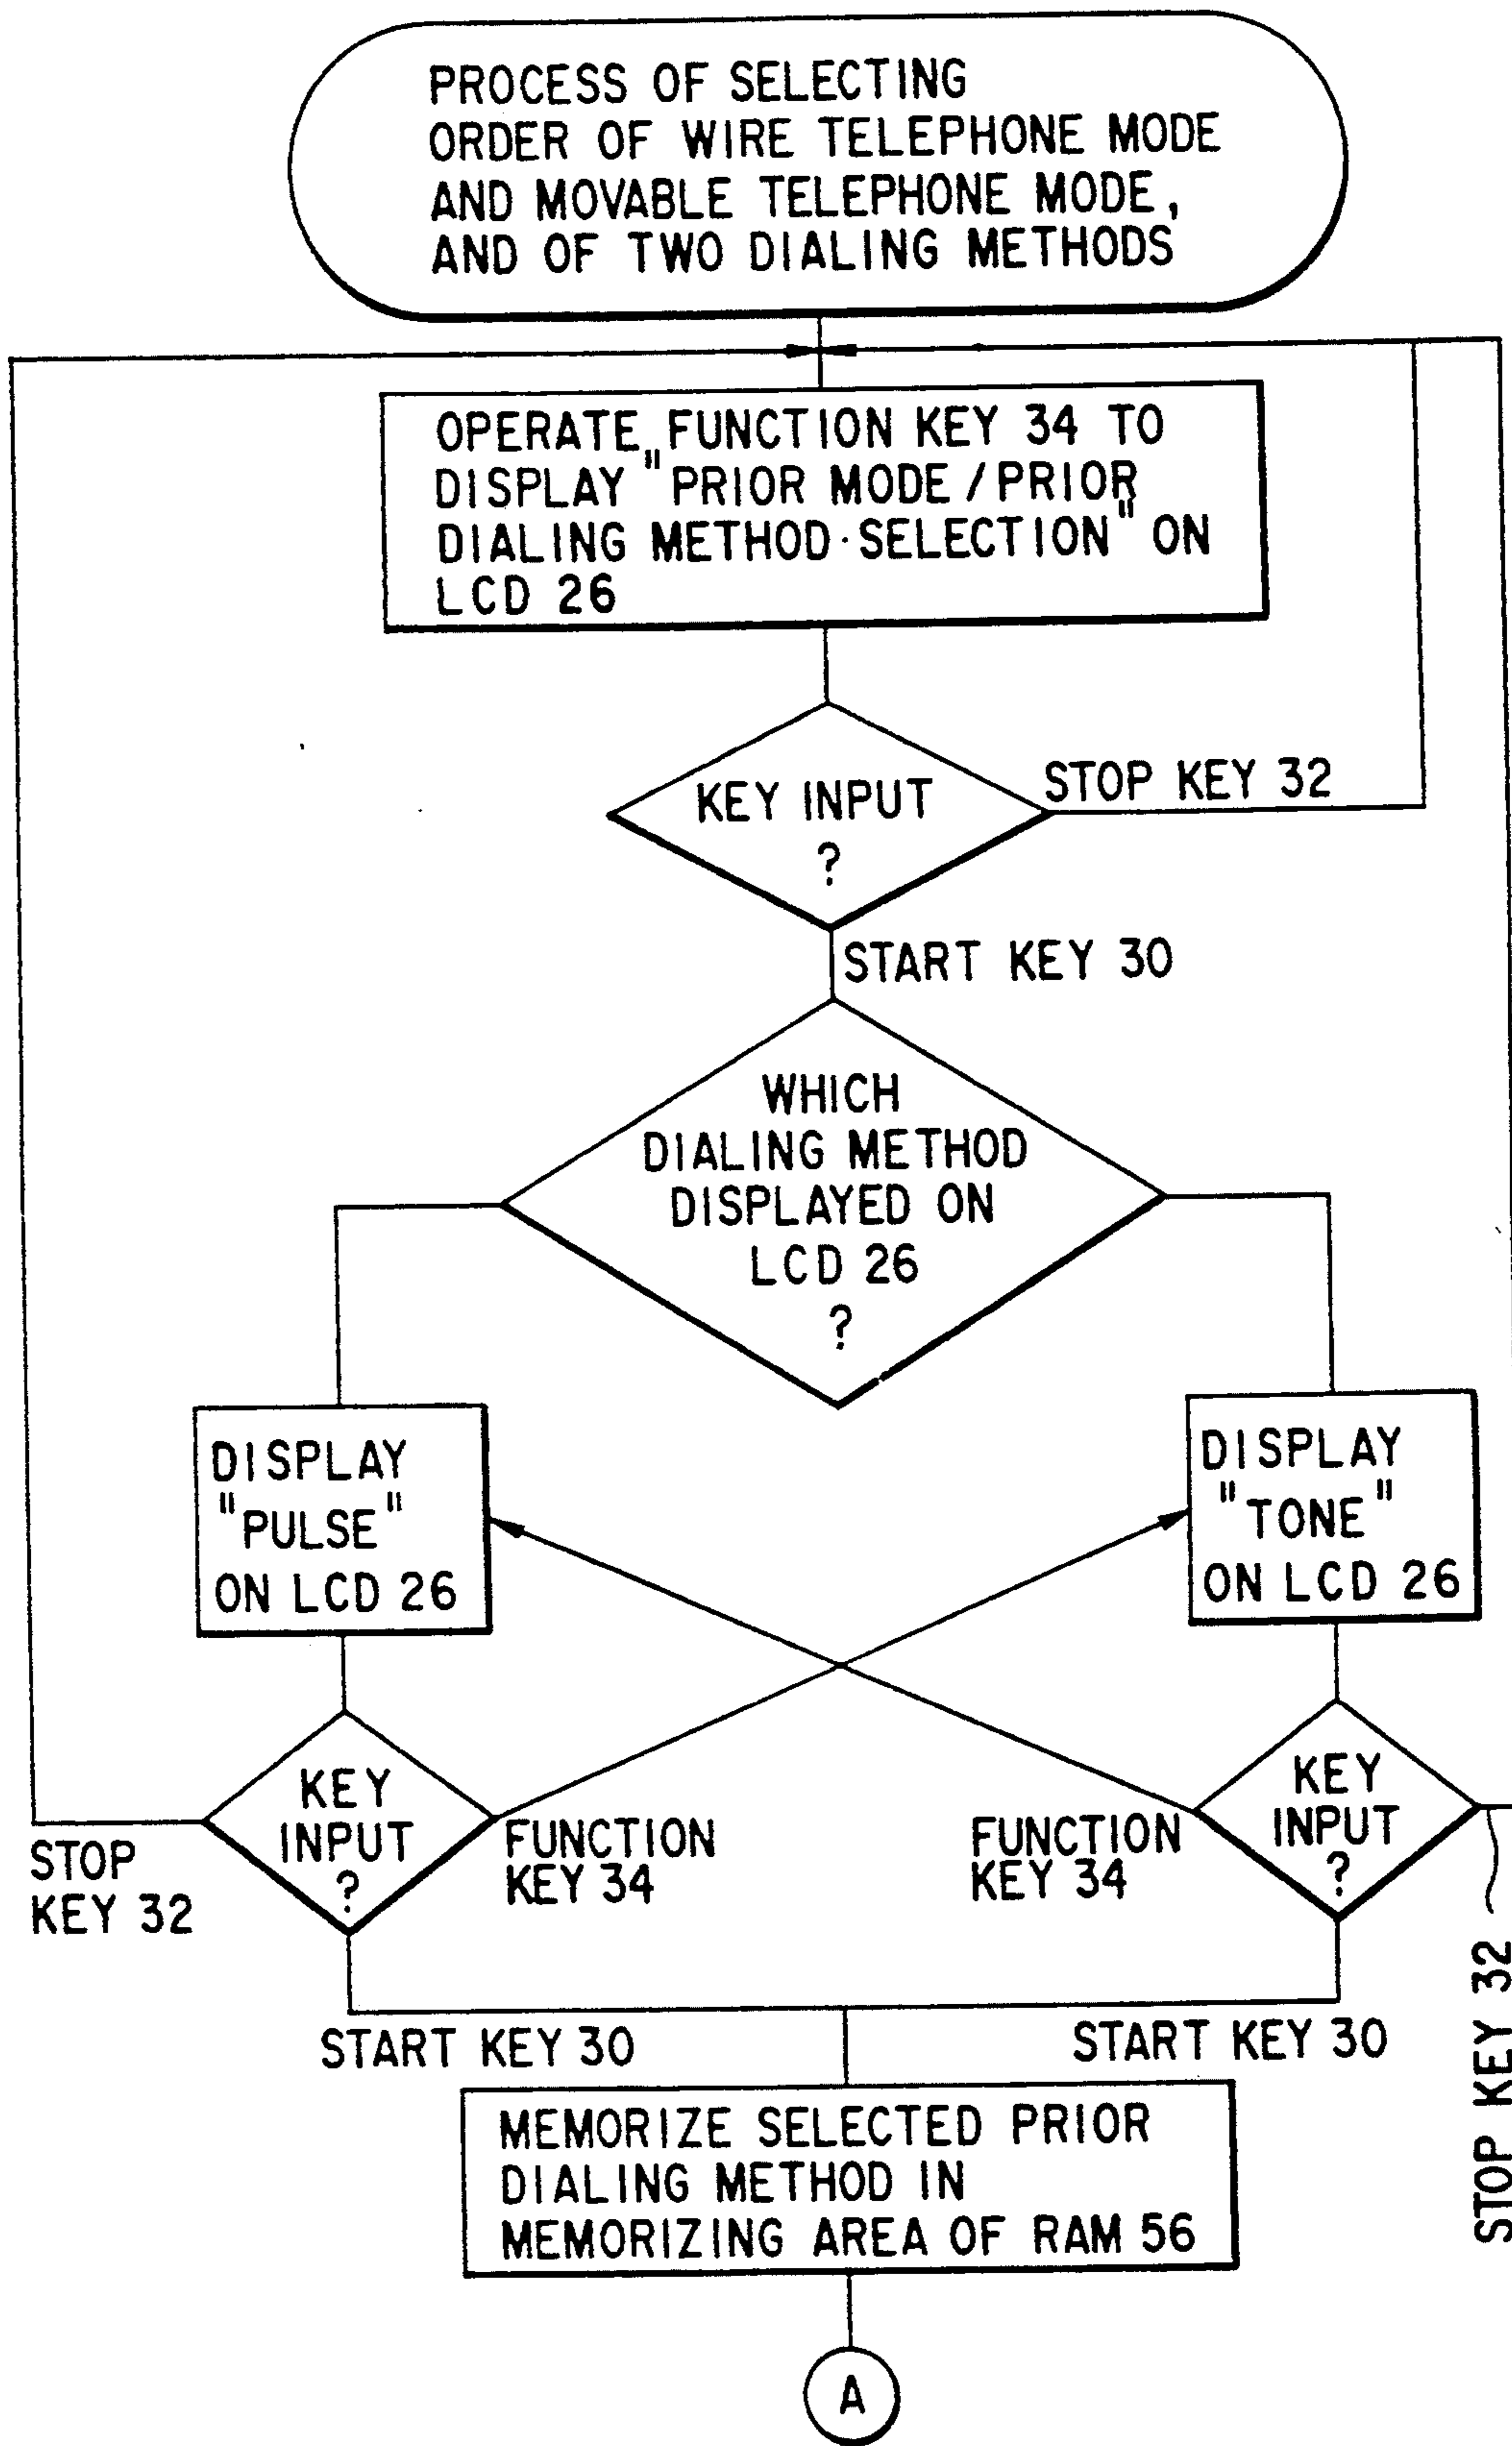 PROCESS OF SELECTING
ORDER OF WIRE TELEPHONE MODE
AND MOVABLE TELEPHONE MODE,
AND OF TWO DIALING METHODS
OPERATE FUNCTION KEY 34 TO
DISPLAY "PRIOR MODE / PRIOR
DIALING METHOD·SELECTION" ON
LCD 26
KEY INPUT
?
STOP KEY 32
START KEY 30
WHICH
DIALING METHOD
DISPLAYED ON
LCD 26
?
DISPLAY
"PULSE"
ON LCD 26
DISPLAY
"TONE"
ON LCD 26
KEY
INPUT
?
STOP
KEY 32
FUNCTION
KEY 34
FUNCTION
KEY 34
KEY
INPUT
?
STOP KEY 32
START KEY 30
START KEY 30
MEMORIZE SELECTED PRIOR
DIALING METHOD IN
MEMORIZING AREA OF RAM 56
A